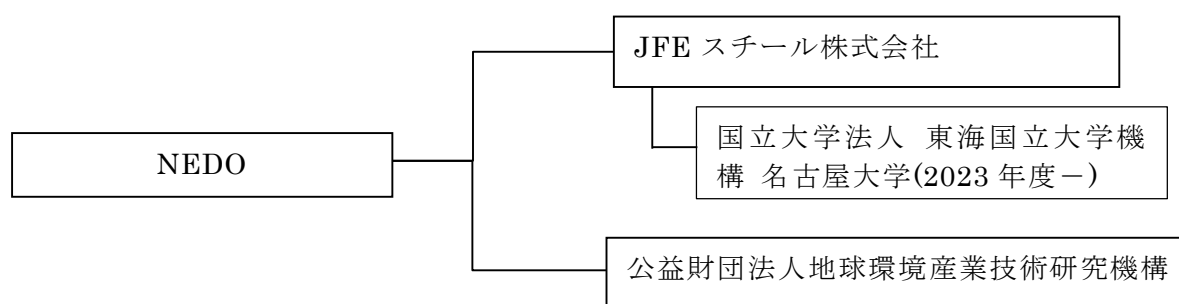 JFE スチール株式会社
国立大学法人 東海国立大学機
構 名古屋大学(2023 年度－)
NEDO
公益財団法人地球環境産業技術研究機構